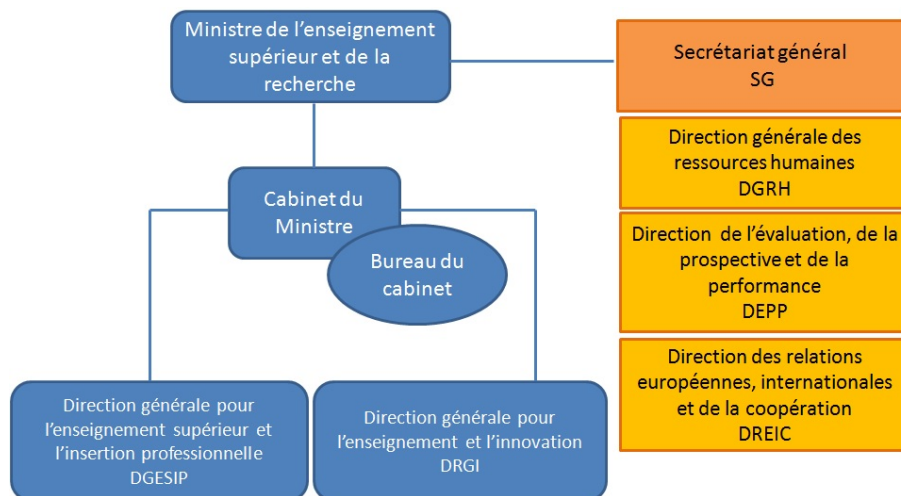 Ministre de l'enseignement
supérieur et de la
recherche
Secrétariat général
SG
Direction générale des
ressources humaines
DGRH
Cabinet du
Ministre
Bureau du
cabinet
Direction de l'évaluation, de la
prospective et de la
performance
DEPP
Direction des relations
européennes, internationales
et de la coopération
DREIC
Direction générale pour
l'enseignement supérieur et
l'insertion professionnelle
DGESIP
Direction générale pour
l'enseignement et l'innovation
DRGI